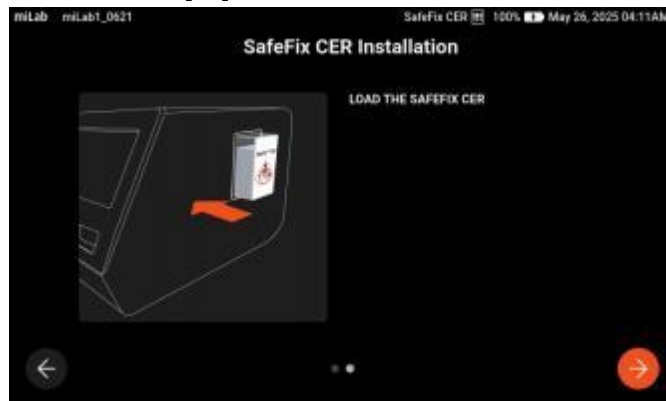 miLab miLab1_0621 SafeFix CER 100% May 26, 2025 04:11AM
SafeFix CER Installation
LOAD THE SAFEFIX CER